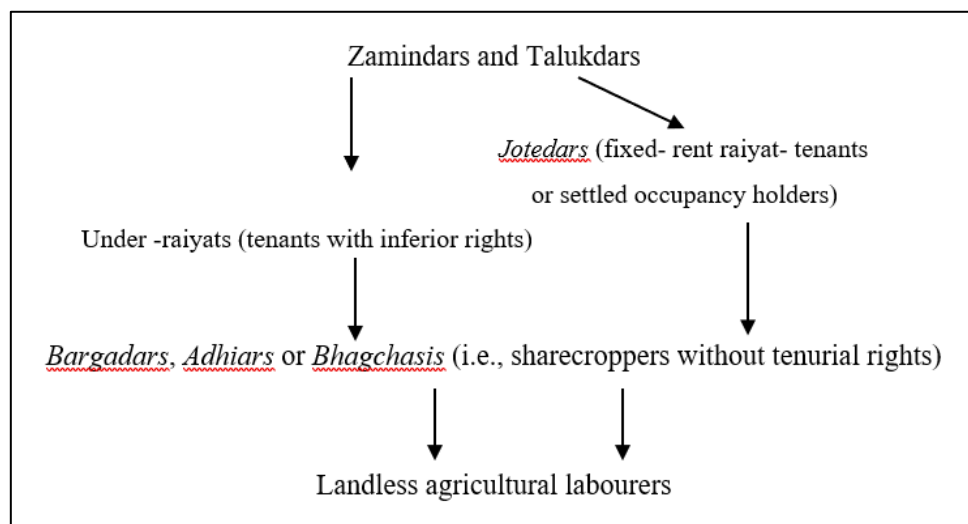 Zamindars and Talukdars
Jotedars (fixed- rent raiyat- tenants
or settled occupancy holders)
Under -raiyats (tenants with inferior rights)
Bargadars, Adhiars or Bhagchasis (i.e., sharecroppers without tenurial rights)
Landless agricultural labourers